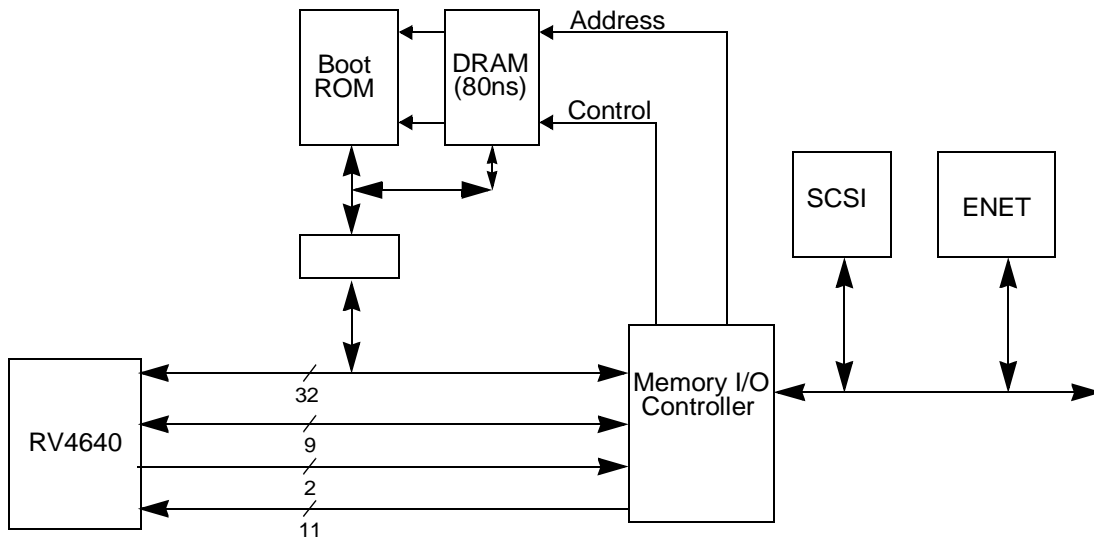 Address
Boot
ROM
DRAM
(80ns)
Control
SCSI
ENET
Memory I/O
Controller
RV4640
32
9
2
11